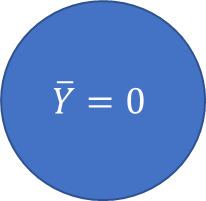 Ȳ = 0